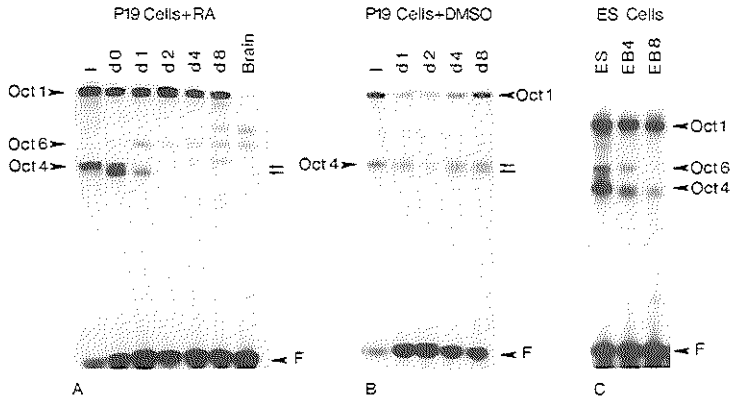 P19 Cells+RA
P19 Cells+DMSO
ES Cells
I d0 d1 d2 d4 d8 Brain
I d1 d2 d4 d8
ES EB4 EB8
Oct 1
Oct 6
Oct 4
Oct 1
Oct 4
Oct 1
Oct 6
Oct 4
F
F
F
A
B
C